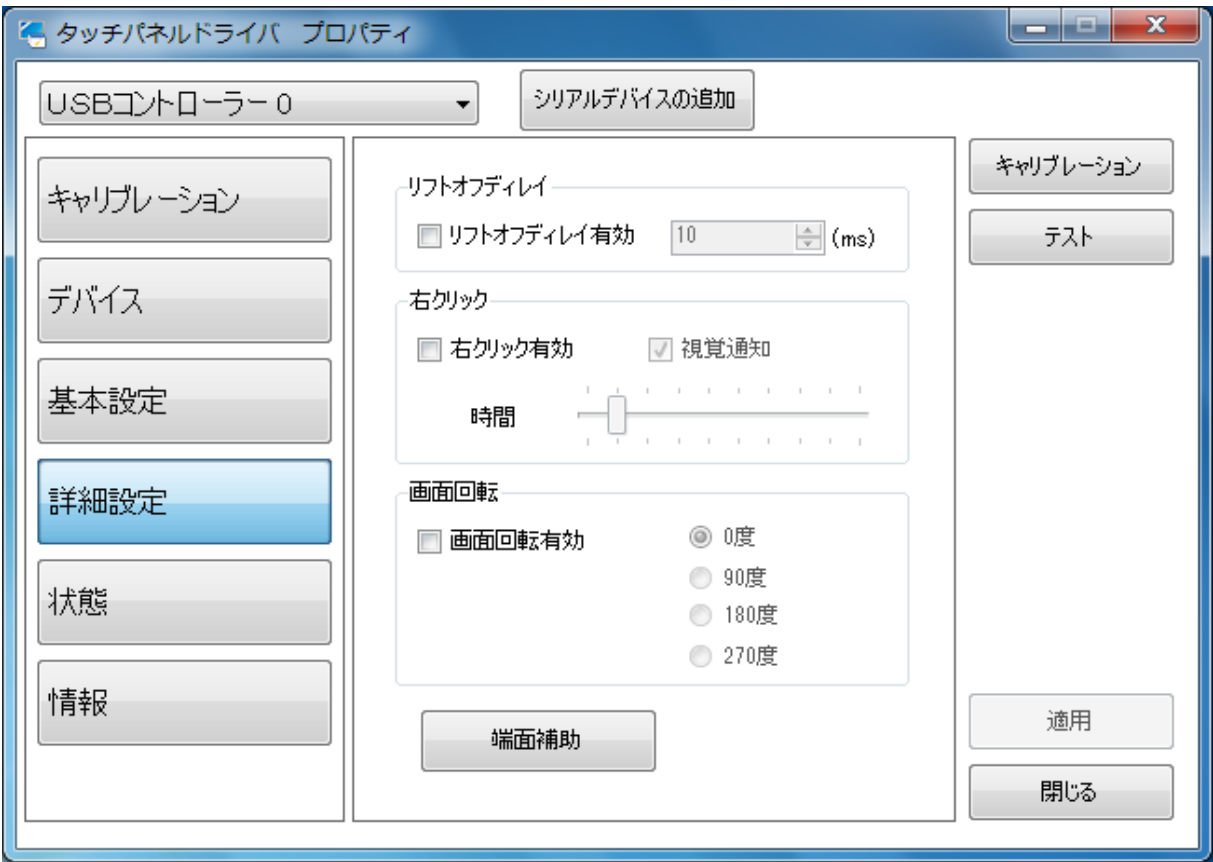 タッチパネルドライバ プロパティ
USBコントローラー0
シリアルデバイスの追加
キャリブレーション
デバイス
基本設定
詳細設定
状態
情報
リフトオフディレイ
リフトオフディレイ有効 10 (ms)
右クリック
右クリック有効 視覚通知
時間
画面回転
画面回転有効 0度
90度
180度
270度
端面補助
キャリブレーション
テスト
適用
閉じる